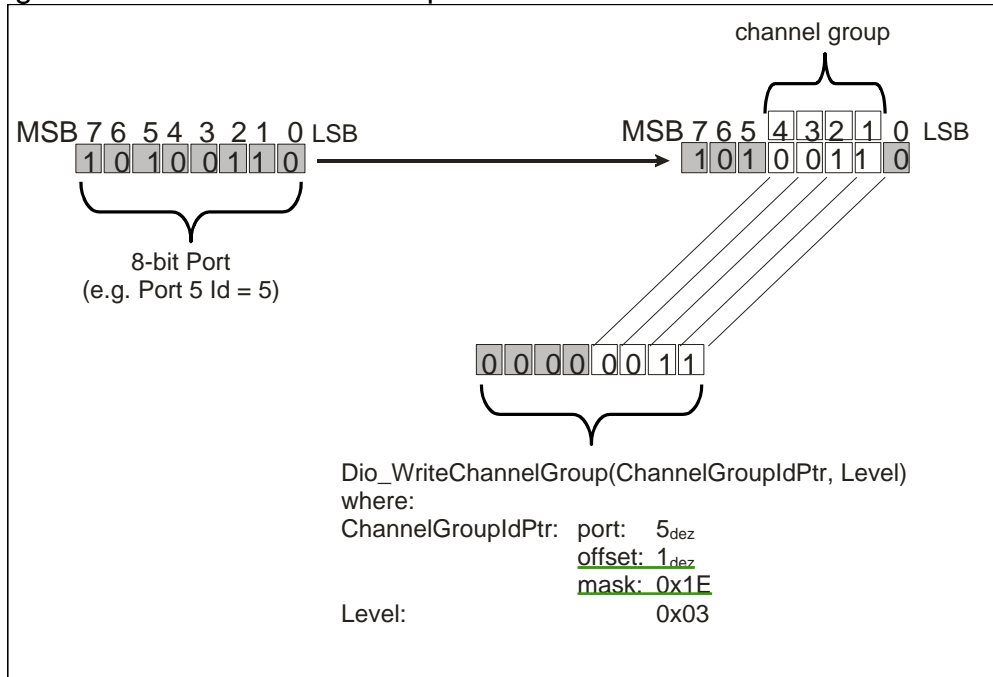 channel group
MSB 7 6 5 4 3 2 1 0 LSB
1 0 1 0 0 1 1 0
MSB 7 6 5 4 3 2 1 0 LSB
1 0 1 0 0 1 1 0
8-bit Port
(e.g. Port 5 Id = 5)
0 0 0 0 0 0 1 1
Dio_WriteChannelGroup(ChannelGroupIdPtr, Level)
where:
ChannelGroupIdPtr: port: 5dez
offset: 1dez
mask: 0x1E
Level: 0x03